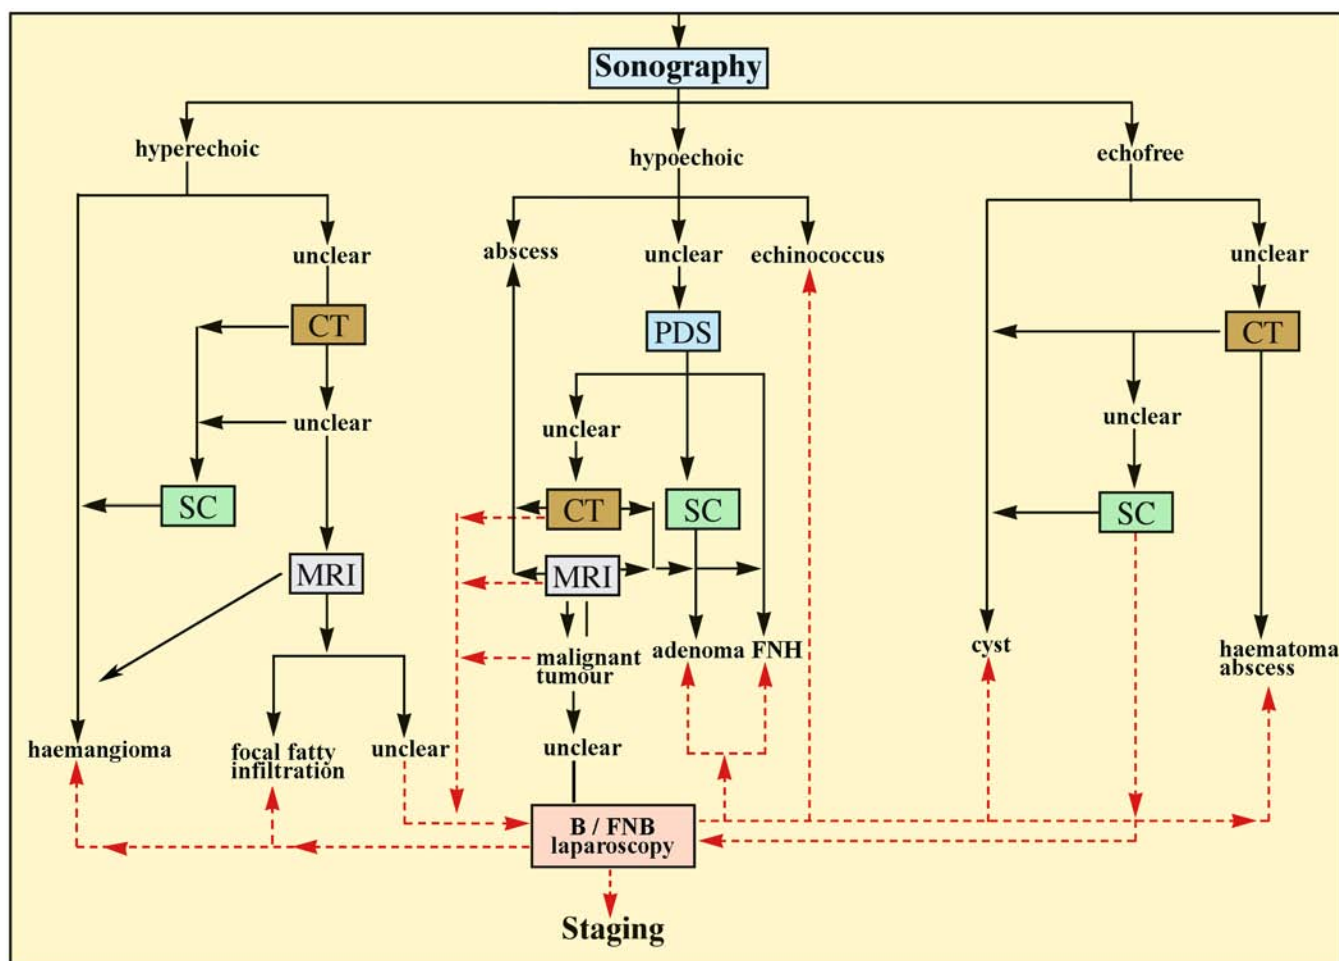 Sonography
hyperechoic
hypoechoic
echofree
unclear
abscess
unclear
echinococcus
unclear
CT
PDS
CT
unclear
unclear
unclear
SC
CT
SC
SC
MRI
MRI
malignant
tumour
adenoma
FNH
cyst
haematoma
abscess
haemangioma
focal fatty
infiltration
unclear
unclear
B / FNB
laparoscopy
Staging